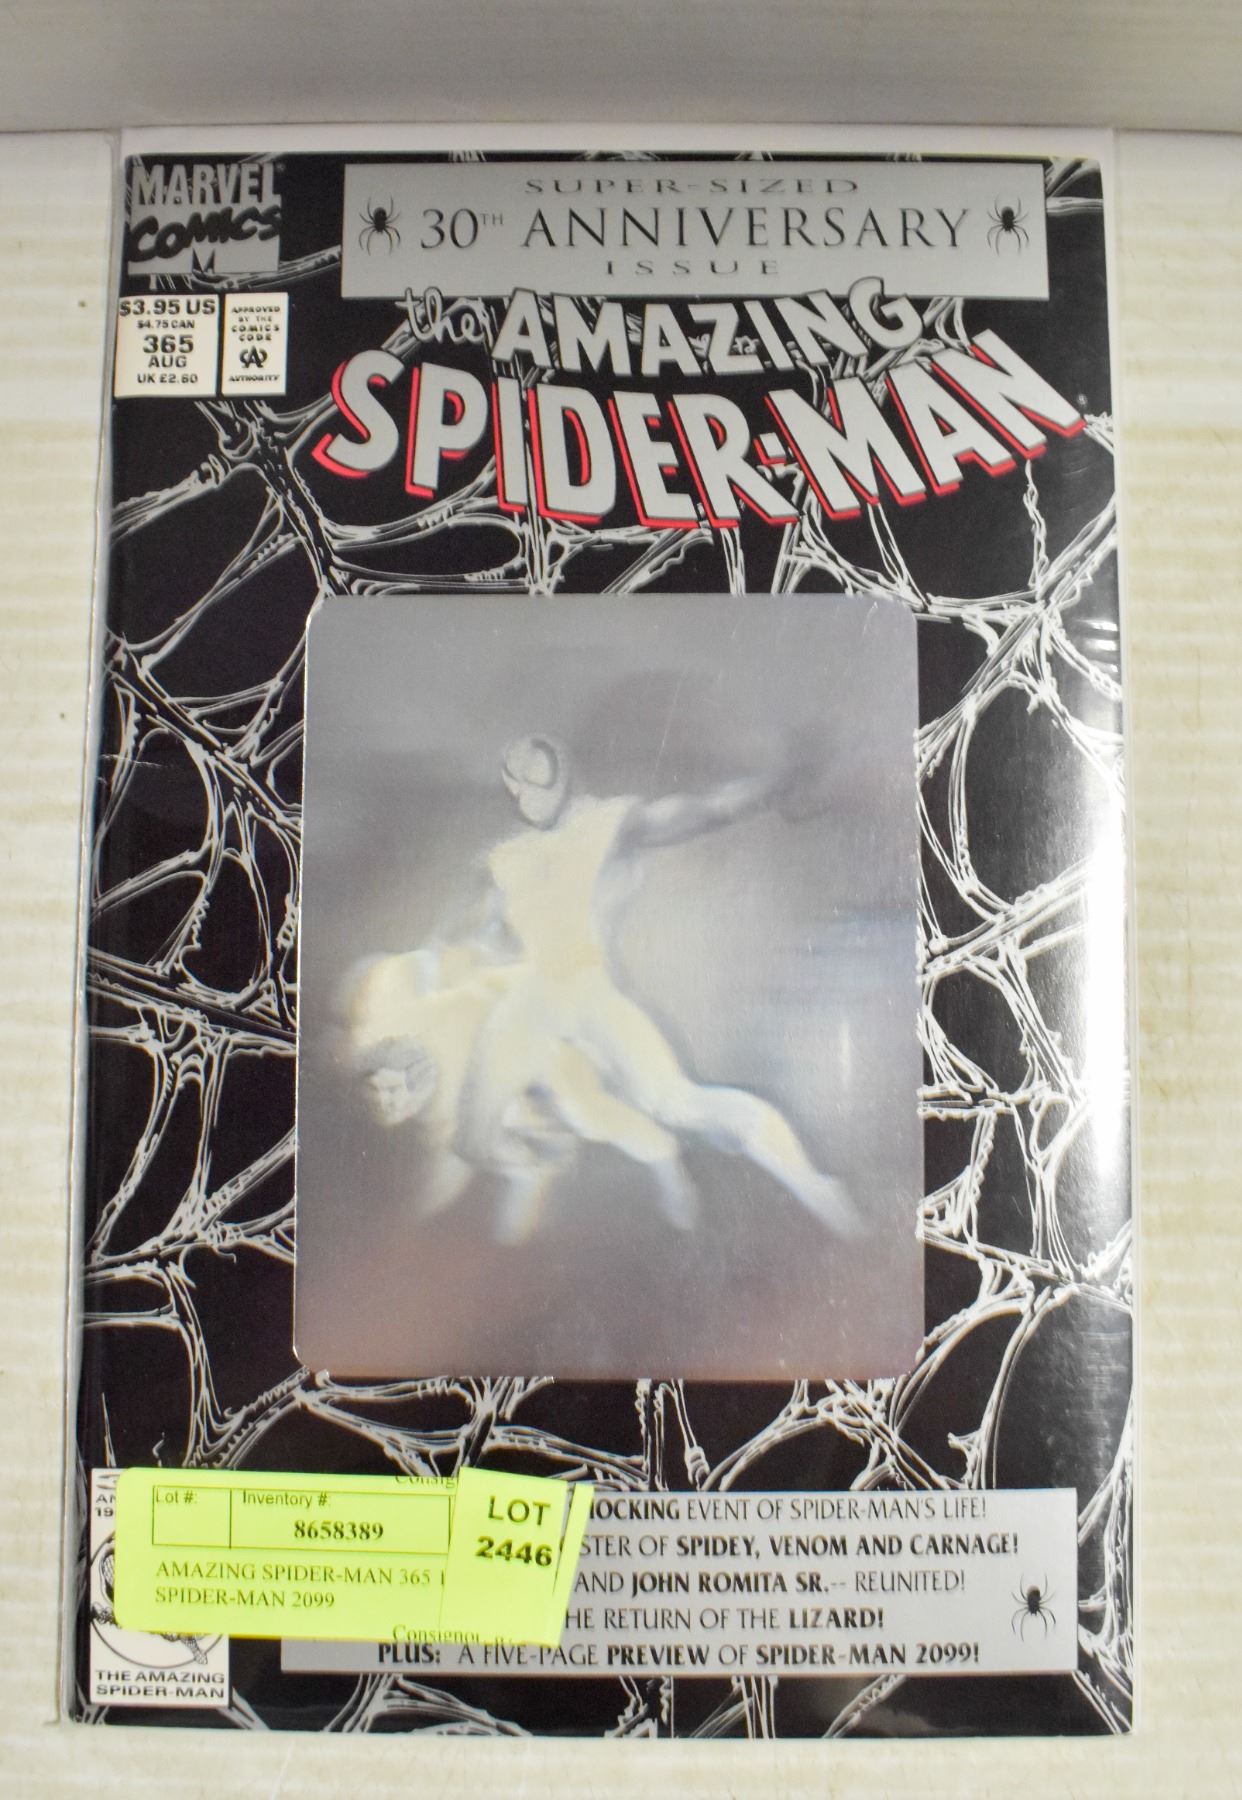 MARVEL
COMICS
M
SUPER-SIZED
30TH ANNIVERSARY
ISSUE
$3.95 US
$4.75 CAN
365
AUG
UK £2.50
APPROVED
BY THE
COMICS
CODE
CA
AUTHORITY
the AMAZING
SPIDER-MAN
Lot #:
Inventory #:
8658389
LOT
2446
AMAZING SPIDER-MAN 365
SPIDER-MAN 2099
Consignor
HOCKING EVENT OF SPIDER-MAN'S LIFE!
STER OF SPIDEY, VENOM AND CARNAGE!
AND JOHN ROMITA SR.-- REUNITED!
HE RETURN OF THE LIZARD!
PLUS: A FIVE-PAGE PREVIEW OF SPIDER-MAN 2099!
THE AMAZING
SPIDER-MAN